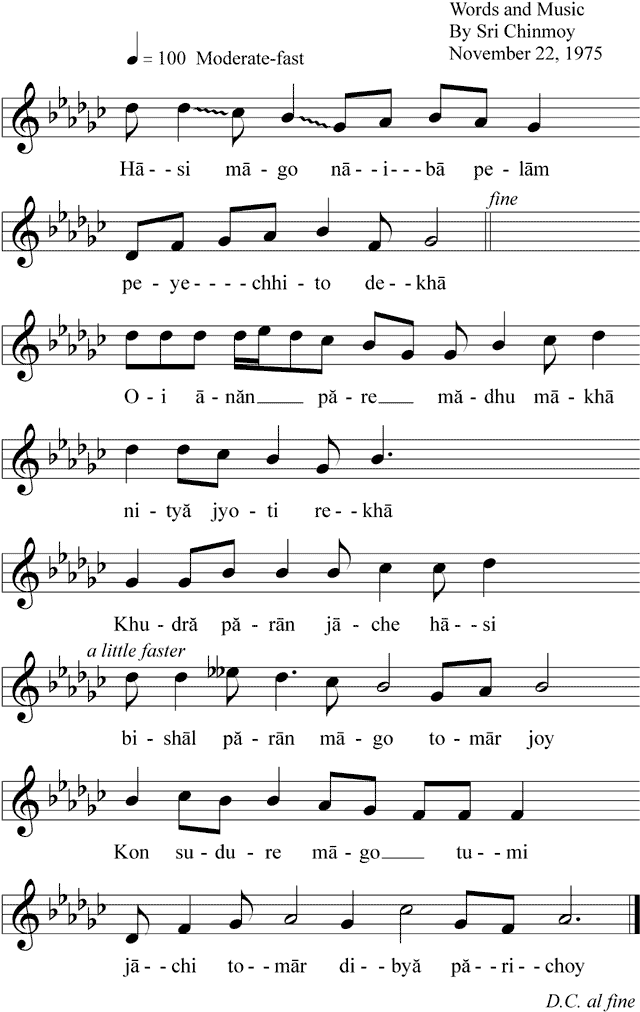 Words and Music
By Sri Chinmoy
November 22, 1975
= 100 Moderate-fast
Hā - - si mā - go nā - - i - - - bā pe - lām
fine
pe - ye - - - - chhi - to de - - khā
O - i ā - năn____ pă - re ____ mă - dhu mā - khā
ni - tyă jyo - ti re - - khā
Khu - dră pă - rān jā - che hā - si
a little faster
bi - shāl pă - rān mā - go to - mār joy
Kon su - du - re mā - go ____ tu - - mi
jā - - chi to - - mār di - - byă pă - - ri - choy
D.C. al fine